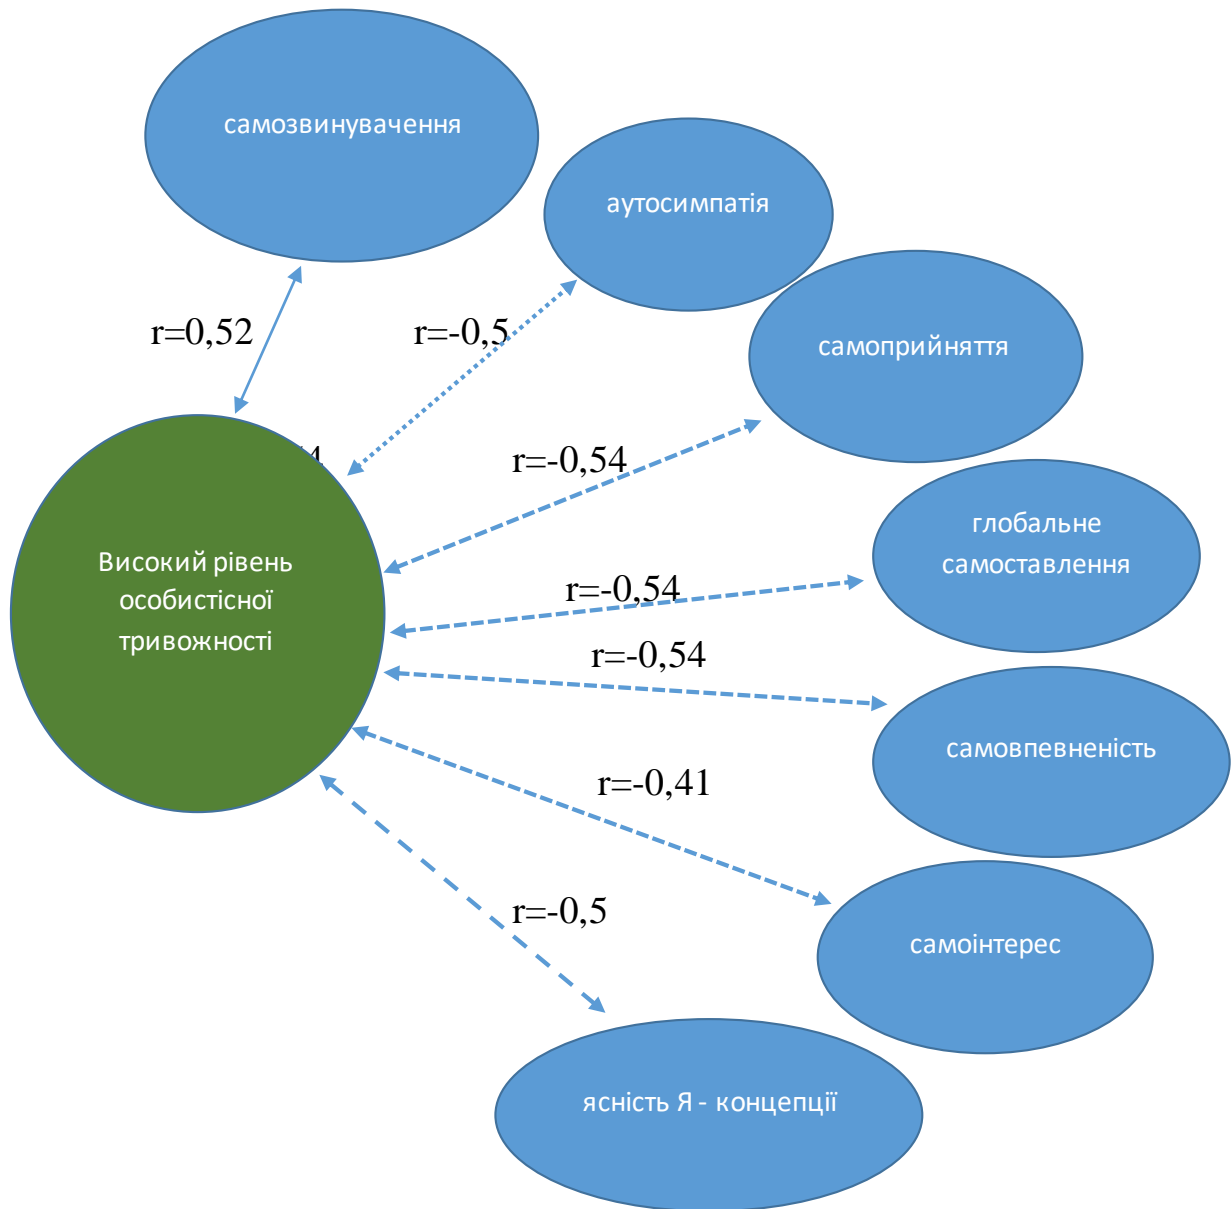 самозвинувачення
аутосимпатія
r=0,52
r=-0,5
самоприйняття
r=-0,54
глобальне
самоставлення
Високий рівень
особистісної
тривожності
r=-0,54
r=-0,54
самовпевненість
r=-0,41
r=-0,5
самоінтерес
ясність Я - концепції